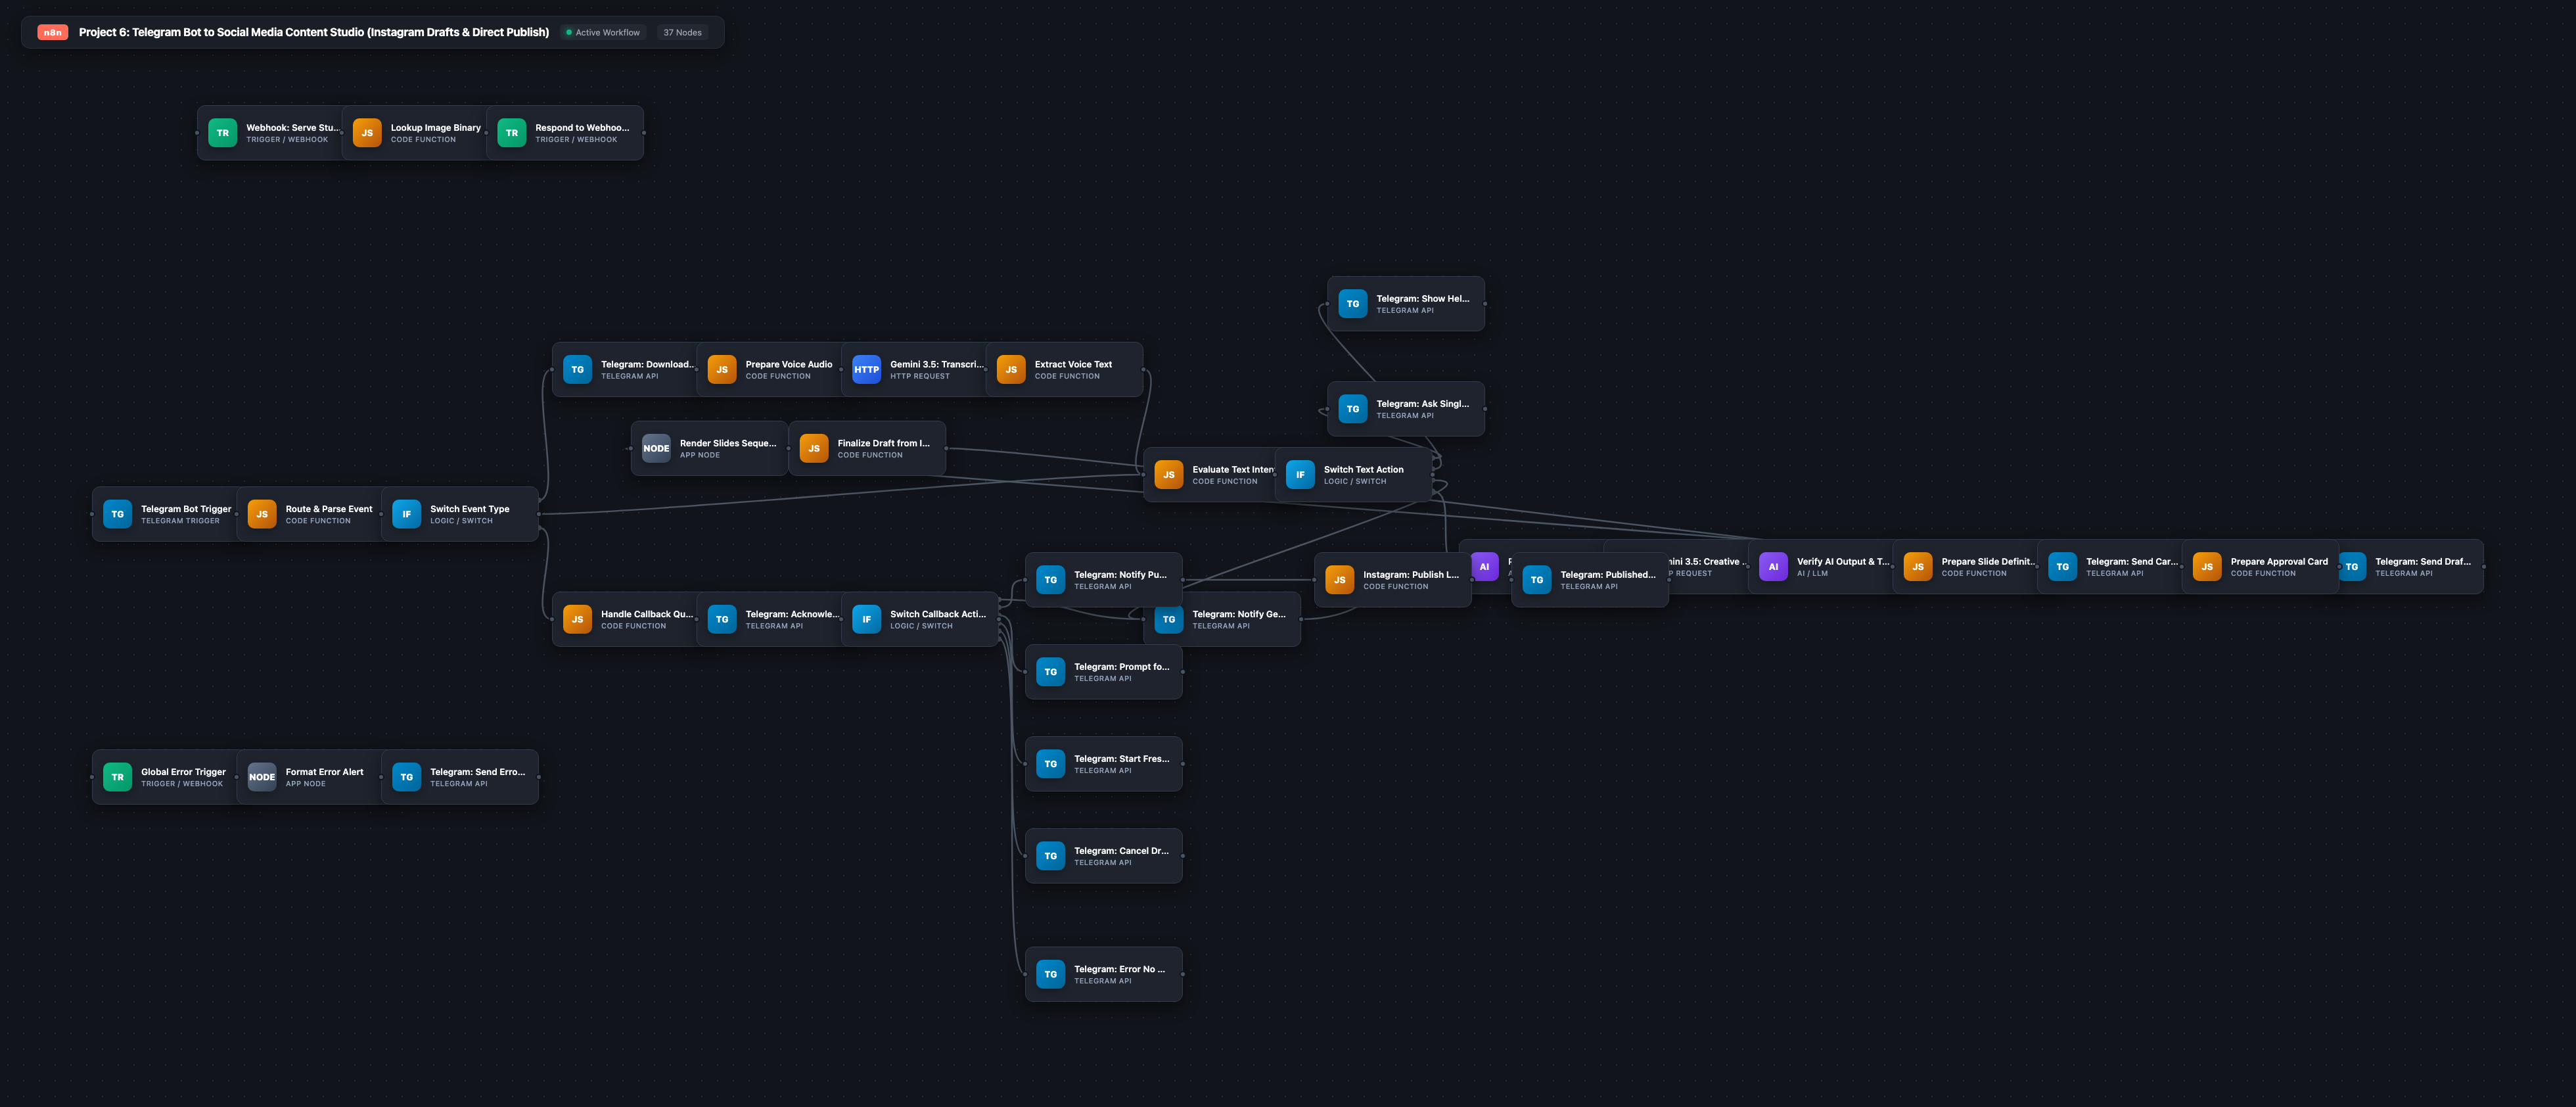 n8n Project 6: Telegram Bot to Social Media Content Studio (Instagram Drafts & Direct Publish) Active Workflow 37 Nodes
TR Webhook: Serve Stu...
TRIGGER / WEBHOOK
JS Lookup Image Binary
CODE FUNCTION
TR Respond to Webhoo...
TRIGGER / WEBHOOK
TG Telegram: Show Hel...
TELEGRAM API
TG Telegram: Download...
TELEGRAM API
JS Prepare Voice Audio
CODE FUNCTION
HTTP Gemini 3.5: Transcri...
HTTP REQUEST
JS Extract Voice Text
CODE FUNCTION
TG Telegram: Ask Singl...
TELEGRAM API
NODE Render Slides Seque...
APP NODE
JS Finalize Draft from I...
CODE FUNCTION
JS Evaluate Text Inten
CODE FUNCTION
IF Switch Text Action
LOGIC / SWITCH
TG Telegram Bot Trigger
TELEGRAM TRIGGER
JS Route & Parse Event
CODE FUNCTION
IF Switch Event Type
LOGIC / SWITCH
TG Telegram: Notify Pu...
TELEGRAM API
JS Instagram: Publish L...
CODE FUNCTION
AI
TG Telegram: Published...
TELEGRAM API
ini 3.5: Creative ...
P REQUEST
AI Verify AI Output & T...
AI / LLM
JS Prepare Slide Definit...
CODE FUNCTION
TG Telegram: Send Car...
TELEGRAM API
JS Prepare Approval Card
CODE FUNCTION
TG Telegram: Send Draf...
TELEGRAM API
JS Handle Callback Qu...
CODE FUNCTION
TG Telegram: Acknowle...
TELEGRAM API
IF Switch Callback Acti...
LOGIC / SWITCH
TG Telegram: Notify Ge...
TELEGRAM API
TG Telegram: Prompt fo...
TELEGRAM API
TG Telegram: Start Fres...
TELEGRAM API
TR Global Error Trigger
TRIGGER / WEBHOOK
NODE Format Error Alert
APP NODE
TG Telegram: Send Erro...
TELEGRAM API
TG Telegram: Cancel Dr...
TELEGRAM API
TG Telegram: Error No ...
TELEGRAM API